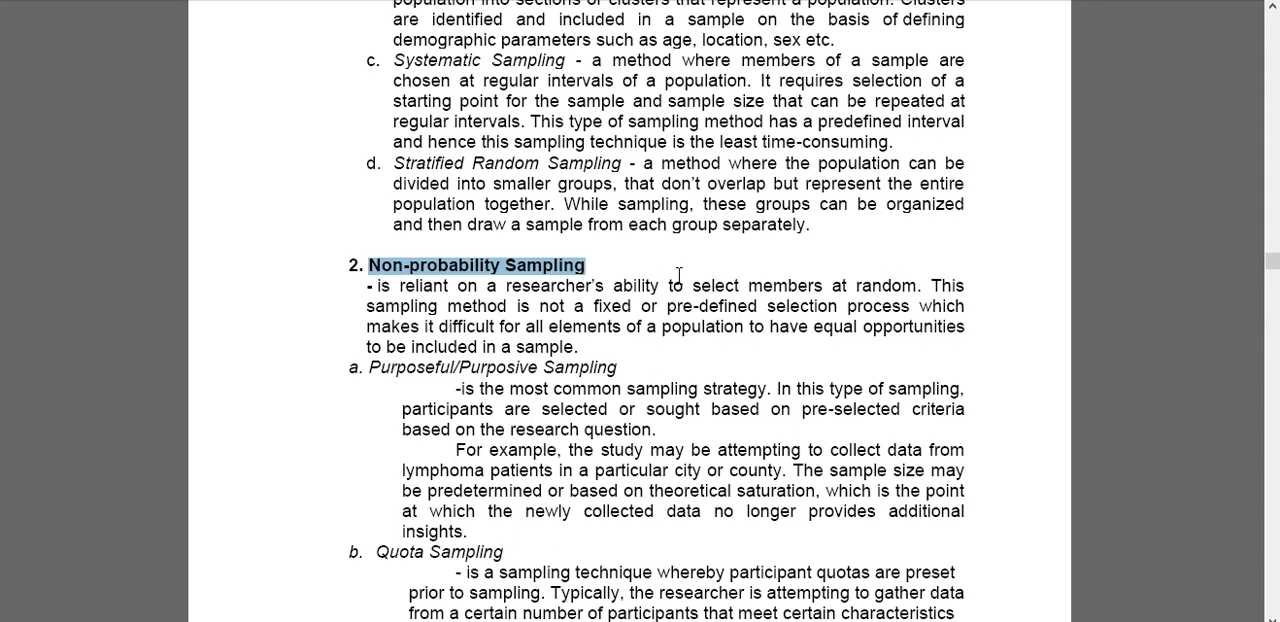 population into sections or clusters that represent a population. Clusters
are identified and included in a sample on the basis of defining
demographic parameters such as age, location, sex etc.
c. Systematic Sampling - a method where members of a sample are
chosen at regular intervals of a population. It requires selection of a
starting point for the sample and sample size that can be repeated at
regular intervals. This type of sampling method has a predefined interval
and hence this sampling technique is the least time-consuming.
d. Stratified Random Sampling - a method where the population can be
divided into smaller groups, that don't overlap but represent the entire
population together. While sampling, these groups can be organized
and then draw a sample from each group separately.
2. Non-probability Sampling
- is reliant on a researcher's ability to select members at random. This
sampling method is not a fixed or pre-defined selection process which
makes it difficult for all elements of a population to have equal opportunities
to be included in a sample.
a. Purposeful/Purposive Sampling
-is the most common sampling strategy. In this type of sampling,
participants are selected or sought based on pre-selected criteria
based on the research question.
For example, the study may be attempting to collect data from
lymphoma patients in a particular city or county. The sample size may
be predetermined or based on theoretical saturation, which is the point
at which the newly collected data no longer provides additional
insights.
b. Quota Sampling
- is a sampling technique whereby participant quotas are preset
prior to sampling. Typically, the researcher is attempting to gather data
from a certain number of participants that meet certain characteristics